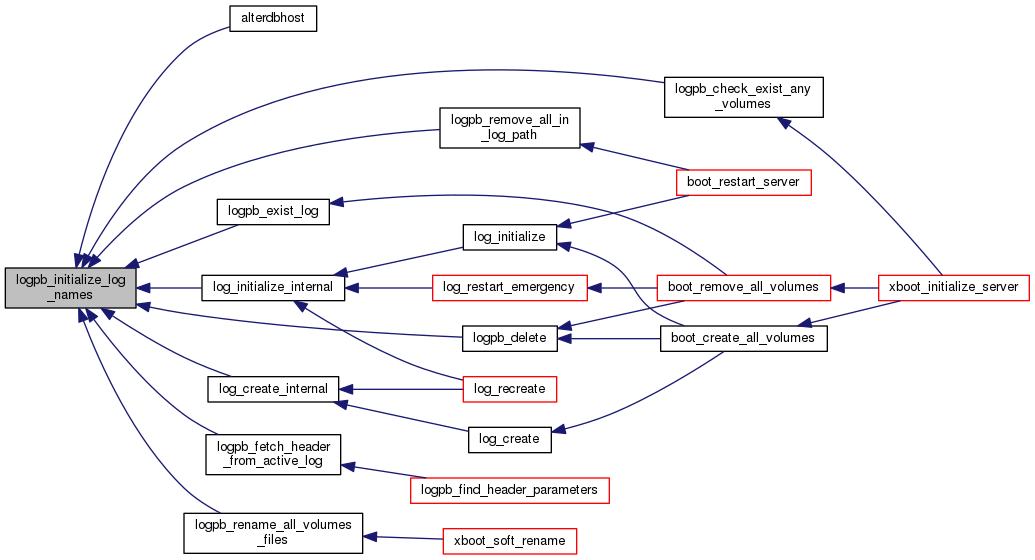 alterdbhost
logpb_check_exist_any
_volumes
logpb_remove_all_in
_log_path
boot_restart_server
logpb_exist_log
log_initialize
logpb_initialize_log
_names
log_initialize_internal
log_restart_emergency
boot_remove_all_volumes
xboot_initialize_server
logpb_delete
boot_create_all_volumes
log_create_internal
log_recreate
log_create
logpb_fetch_header
_from_active_log
logpb_find_header_parameters
logpb_rename_all_volumes
_files
xboot_soft_rename